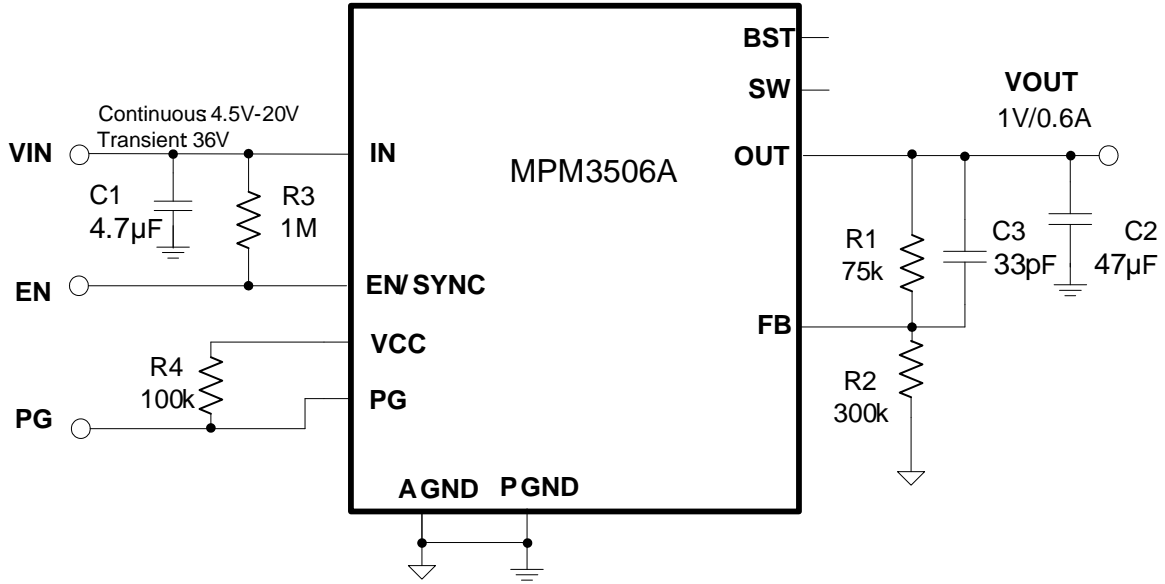 BST
SW
VOUT
1V/0.6A
Continuous: 4.5V-20V
Transient: 36V
VIN
IN
MPM3506A
OUT
C1
4.7µF
R3
1M
R1
75k
C3
33pF
C2
47µF
EN
EN/SYNC
FB
VCC
R4
100k
PG
PG
R2
300k
AGND
PGND